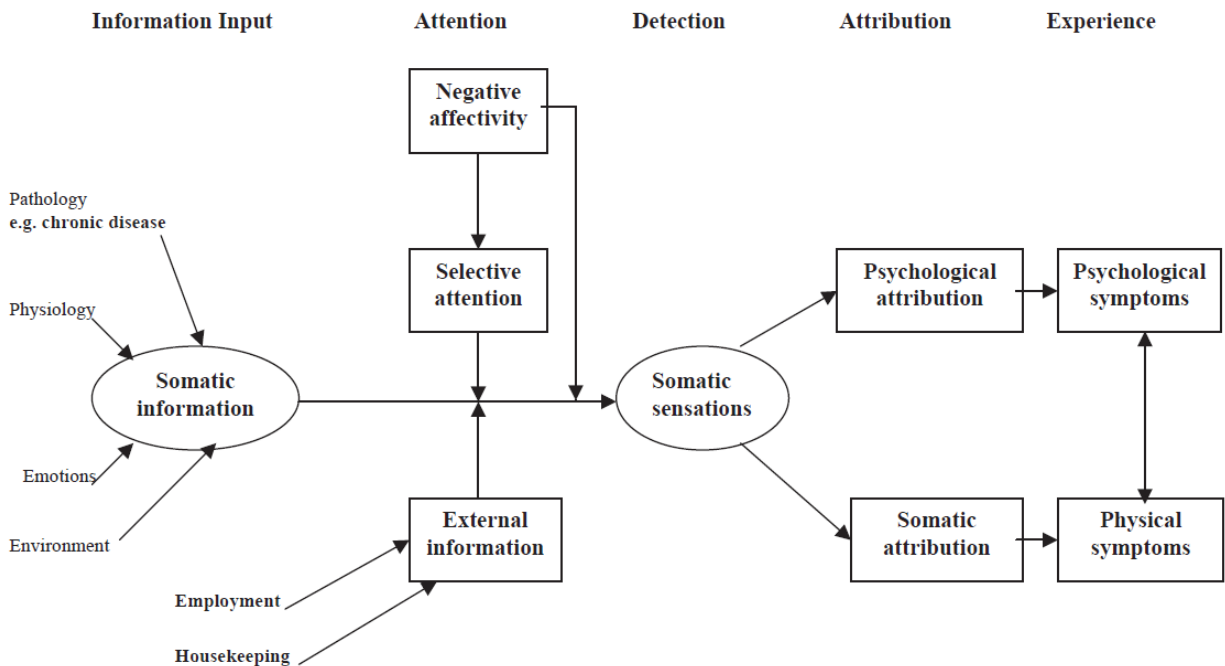 Information Input
Attention
Detection
Attribution
Experience
Negative
affectivity
Pathology
e.g. chronic disease
Selective
attention
Psychological
attribution
Psychological
symptoms
Physiology
Somatic
information
Somatic
sensations
Emotions
Environment
External
information
Somatic
attribution
Physical
symptoms
Employment
Housekeeping